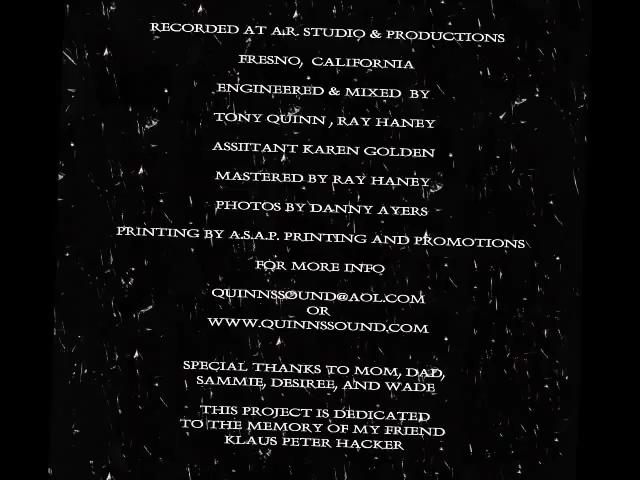 RECORDED AT A.R. STUDIO & PRODUCTIONS
FRESNO, CALIFORNIA
ENGINEERED & MIXED BY
TONY QUINN, RAY HANEY
ASSIITANT KAREN GOLDEN
MASTERED BY RAY HANEY
PHOTOS BY DANNY AYERS
PRINTING BY A.S.A.P. PRINTING AND PROMOTIONS
FOR MORE INFO
QUINNSSOUND@AOL.COM
OR
WWW.QUINNSSOUND.COM
SPECIAL THANKS TO MOM, DAD,
SAMMIE, DESIREE, AND WADE
THIS PROJECT IS DEDICATED
TO THE MEMORY OF MY FRIEND
KLAUS PETER HACKER